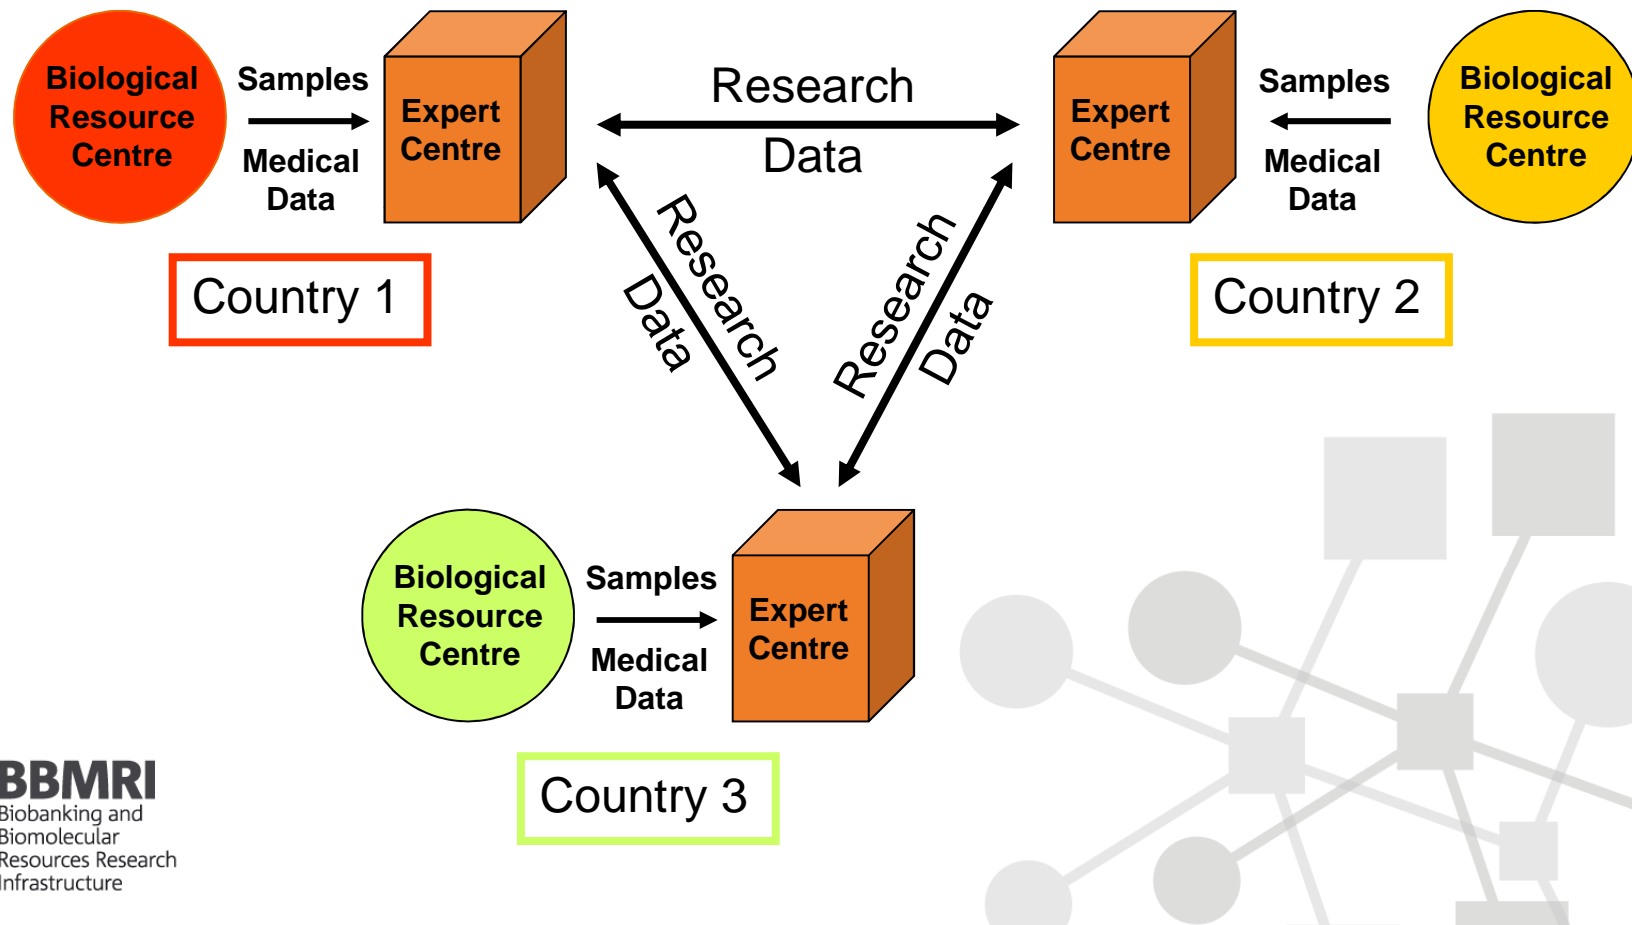 Biological
Resource
Centre
Samples
Medical
Data
Expert
Centre
Research
Data
Expert
Centre
Samples
Medical
Data
Biological
Resource
Centre
Country 1
Research
Data
Research
Data
Country 2
Biological
Resource
Centre
Samples
Medical
Data
Expert
Centre
Country 3
BBMRI
Biobanking and
Biomolecular
Resources Research
Infrastructure